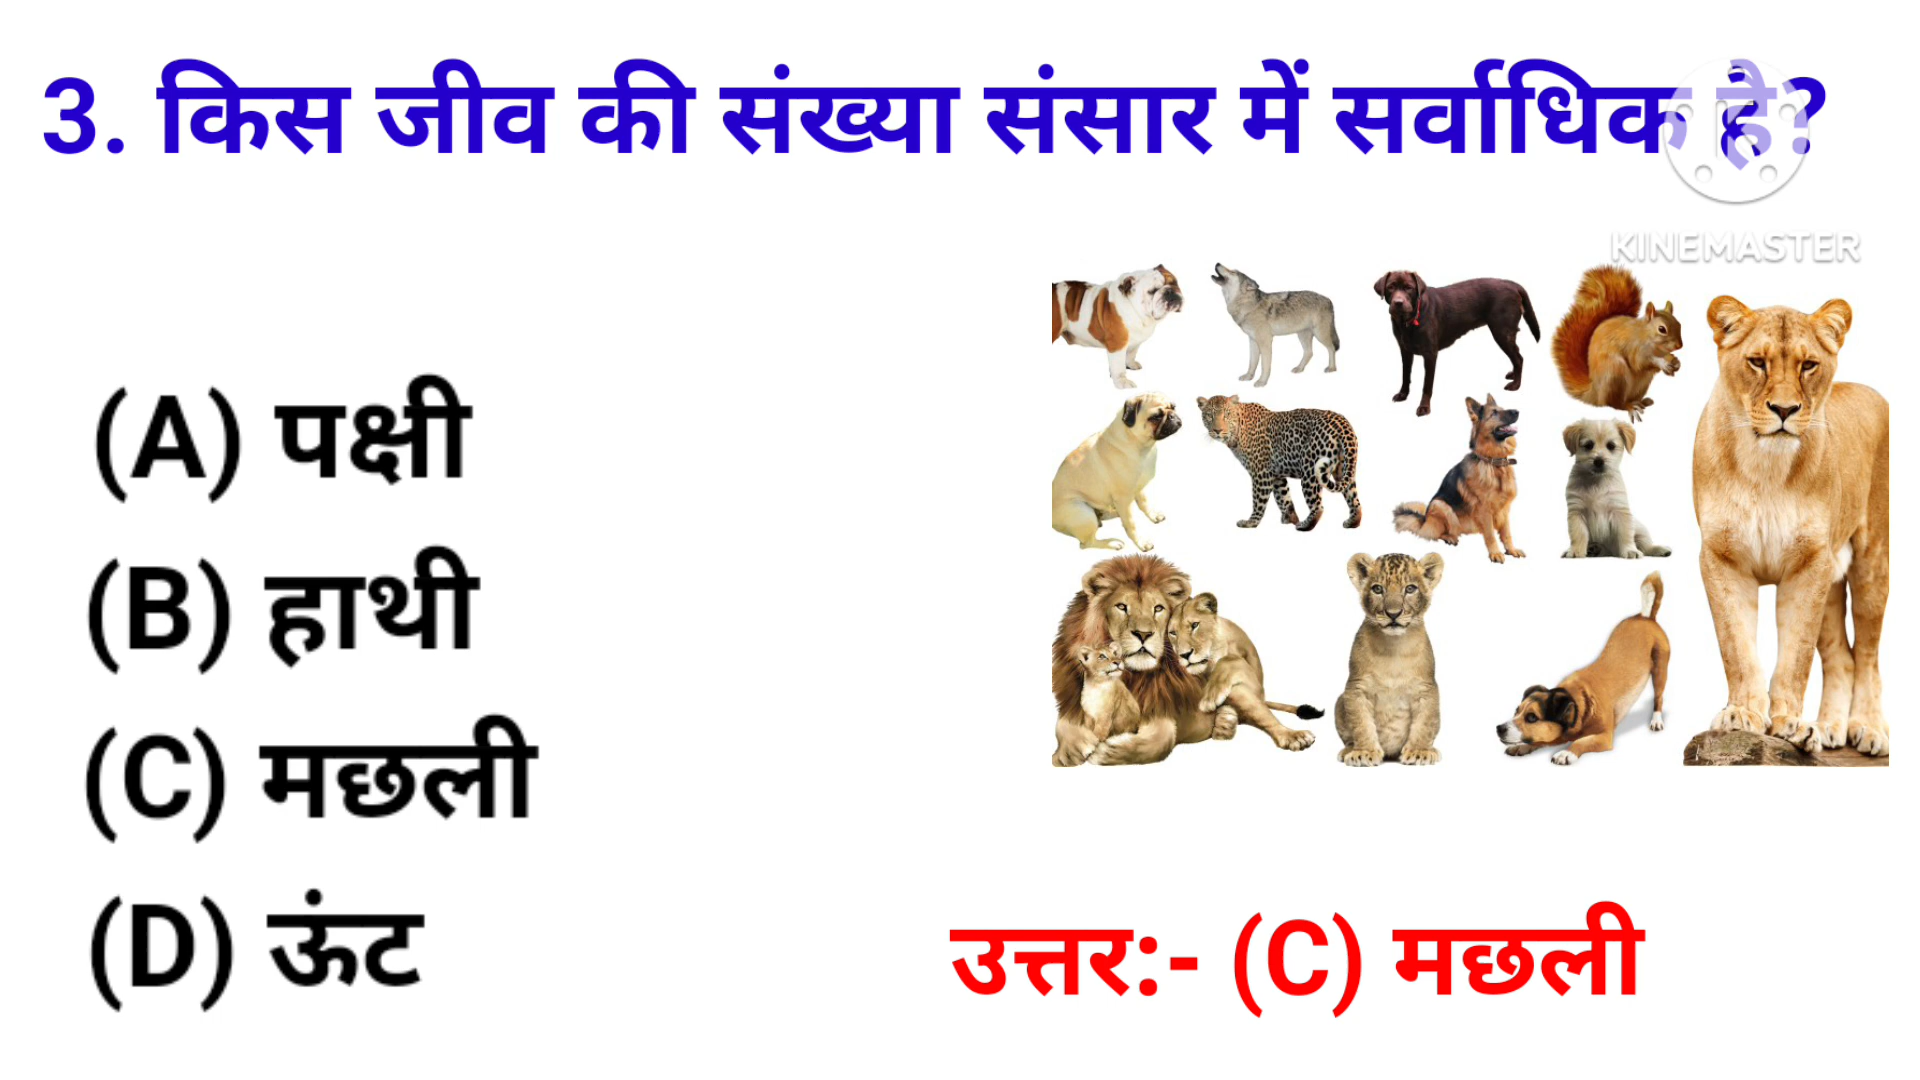 3. किस जीव की संख्या संसार में सर्वाधिक है?
KINEMASTER
(A) पक्षी
(B) हाथी
(C) मछली
(D) ऊंट
उत्तर:- (C) मछली